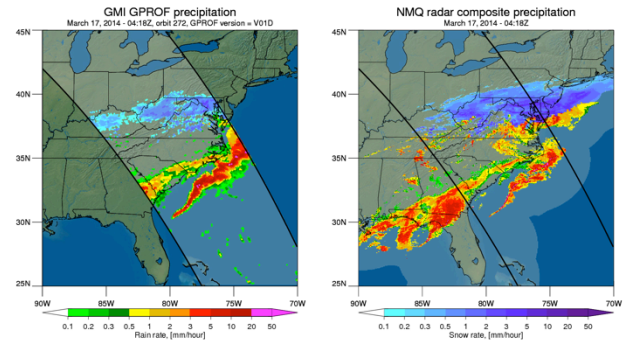 GMI GPROF precipitation
March 17, 2014 - 04:18Z, orbit 272, GPROF version = V01D
45N
40N
35N
30N
25N
90W 85W 80W 75W 70W
0.1 0.2 0.3 0.5 1 2 3 5 10 20 50
Rain rate, [mm/hour]
NMQ radar composite precipitation
March 17, 2014 - 04:18Z
45N
40N
35N
30N
25N
90W 85W 80W 75W 70W
0.1 0.2 0.3 0.5 1 2 3 5 10 20 50
Snow rate, [mm/hour]